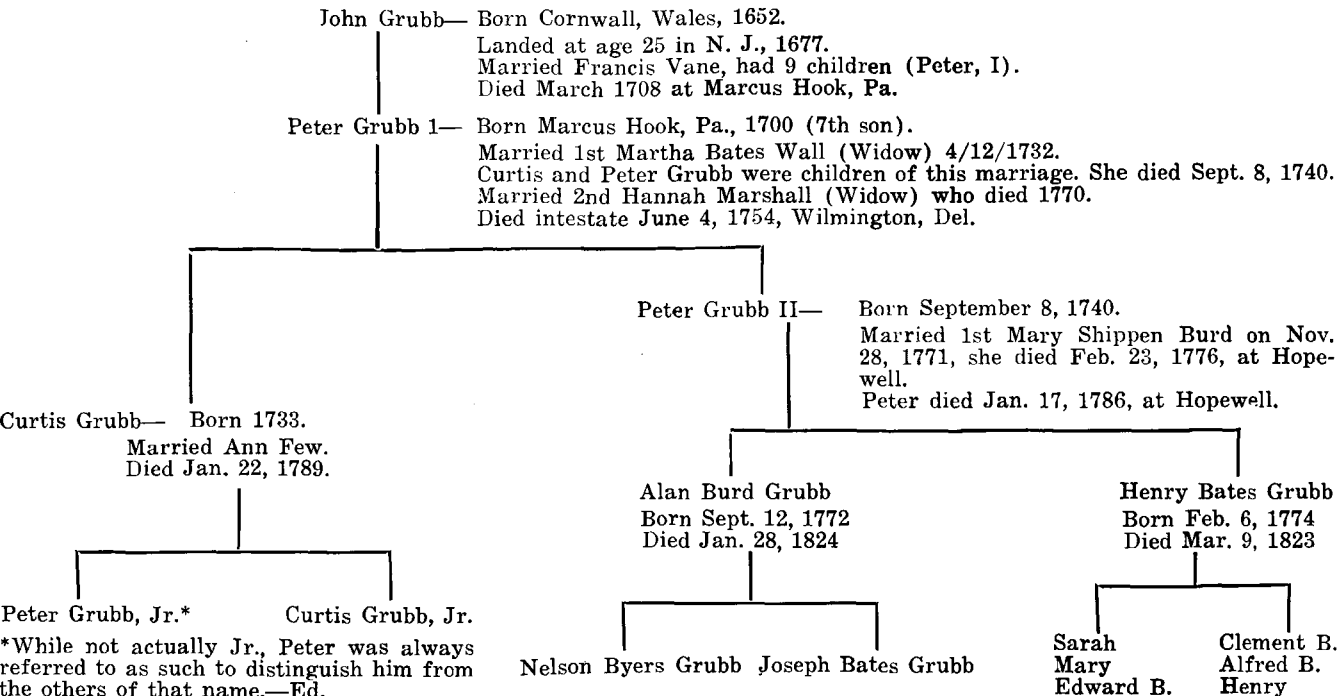 John Grubb— Born Cornwall, Wales, 1652.
Landed at age 25 in N. J., 1677.
Married Francis Vane, had 9 children (Peter, I).
Died March 1708 at Marcus Hook, Pa.
Peter Grubb 1— Born Marcus Hook, Pa., 1700 (7th son).
Married 1st Martha Bates Wall (Widow) 4/12/1732.
Curtis and Peter Grubb were children of this marriage. She died Sept. 8, 1740.
Married 2nd Hannah Marshall (Widow) who died 1770.
Died intestate June 4, 1754, Wilmington, Del.
Peter Grubb II— Born September 8, 1740.
Married 1st Mary Shippen Burd on Nov.
28, 1771, she died Feb. 23, 1776, at Hope-
well.
Peter died Jan. 17, 1786, at Hopewell.
Curtis Grubb— Born 1733.
Married Ann Few.
Died Jan. 22, 1789.
Alan Burd Grubb
Born Sept. 12, 1772
Died Jan. 28, 1824
Henry Bates Grubb
Born Feb. 6, 1774
Died Mar. 9, 1823
Peter Grubb, Jr.* Curtis Grubb, Jr.
*While not actually Jr., Peter was always
referred to as such to distinguish him from
the others of that name.—Ed.
Nelson Byers Grubb Joseph Bates Grubb
Sarah
Mary
Edward B.
Clement B.
Alfred B.
Henry